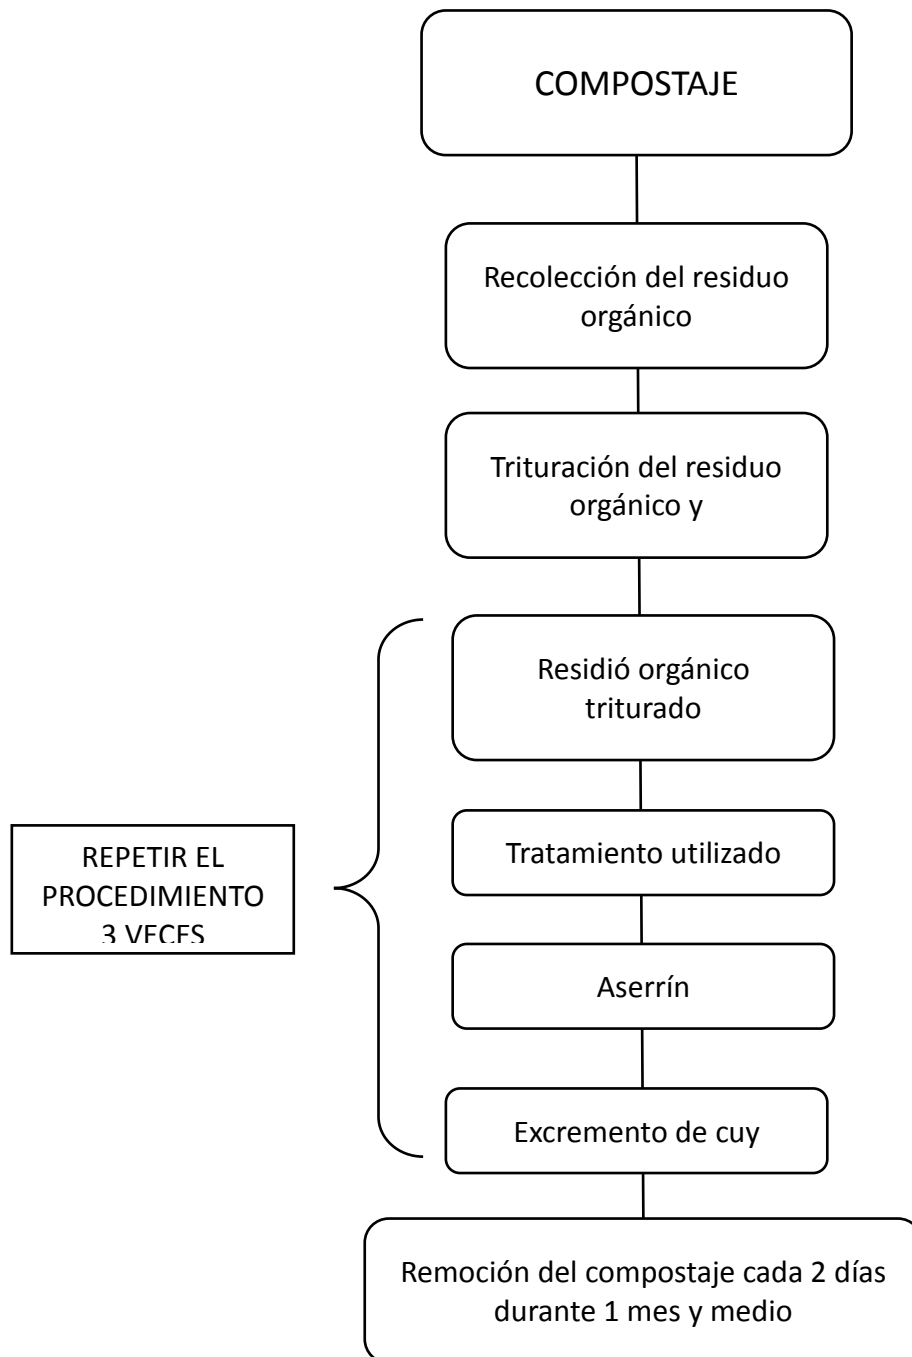 COMPOSTAJE
Recolección del residuo
orgánico
Trituración del residuo
orgánico y
Residió orgánico
triturado
Tratamiento utilizado
Aserrín
Excremento de cuy
REPETIR EL
PROCEDIMIENTO
3 VECES
Remoción del compostaje cada 2 días
durante 1 mes y medio